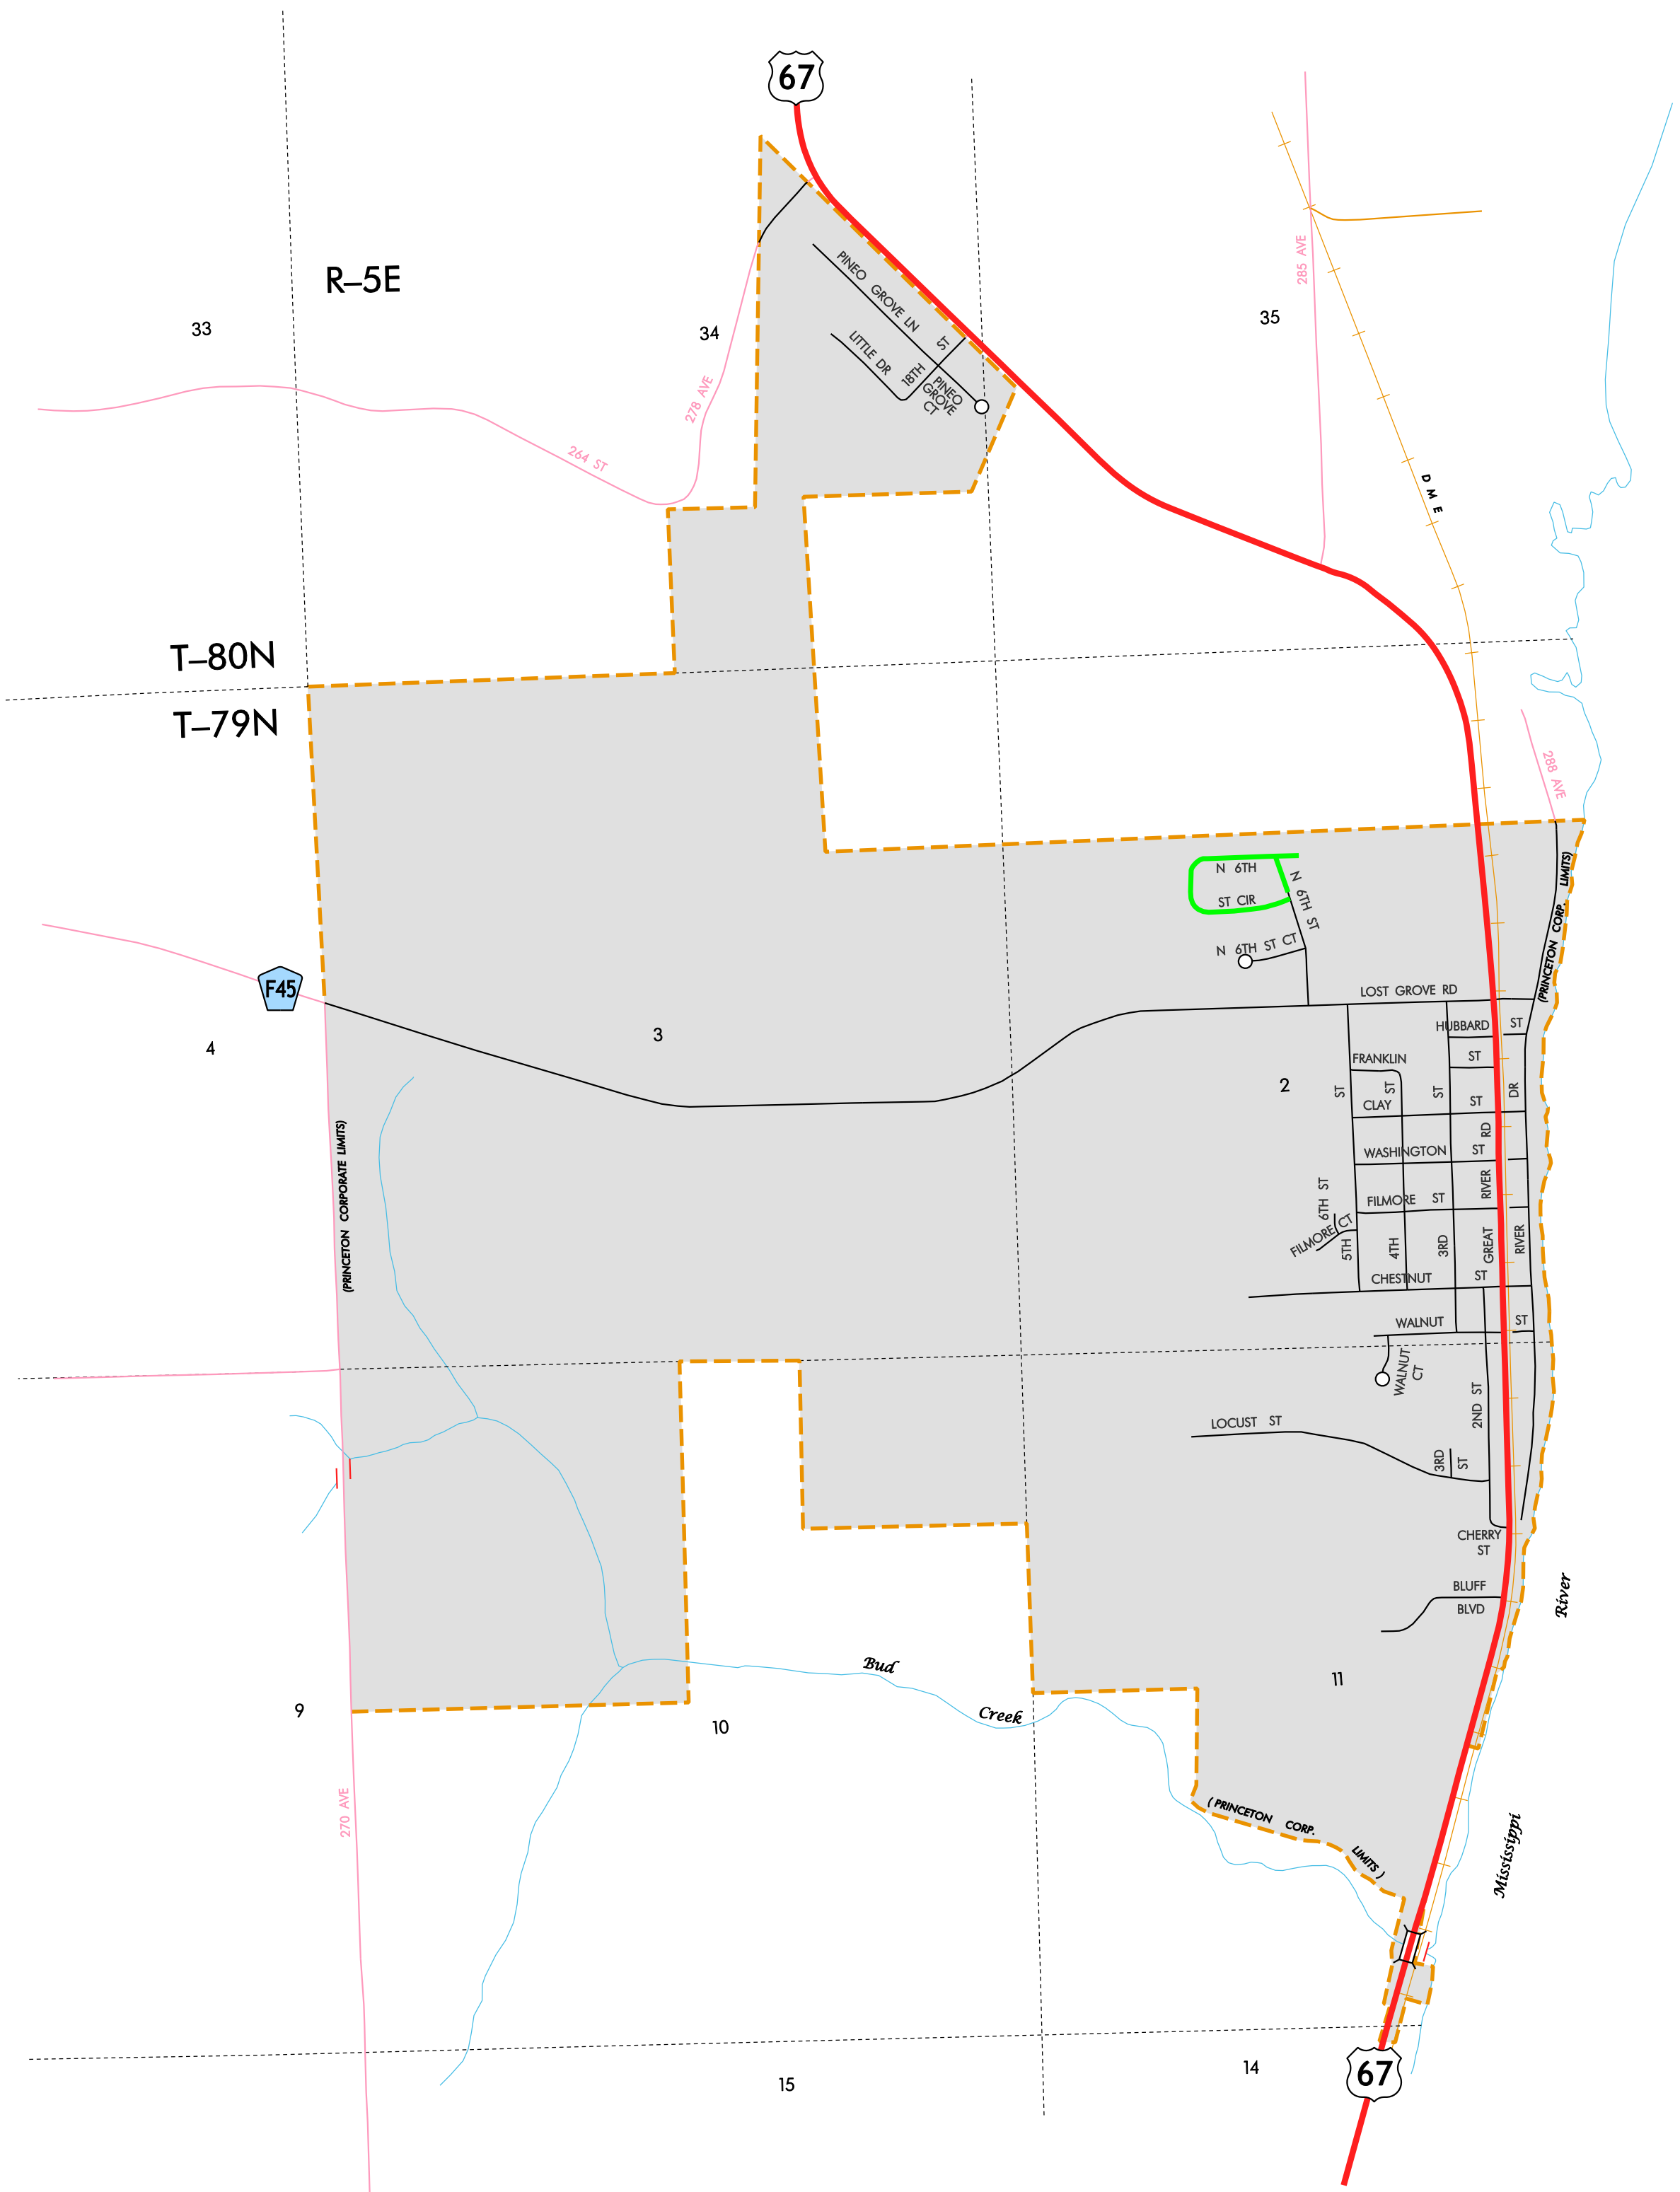 67
R–5E
33
34
35
285 AVE
PINEO GROVE LN
LITTLE DR
18TH ST
PINEO
GROVE
CT
278 AVE
264 ST
D M E
T–80N
T–79N
288 AVE
N 6TH
ST CIR
N 6TH ST
N 6TH ST CT
(PRINCETON CORP. LIMITS)
F45
LOST GROVE RD
HUBBARD ST
3
4
2
FRANKLIN ST
ST
ST
ST
DR
CLAY ST
RD
WASHINGTON ST
(PRINCETON CORPORATE LIMITS)
6TH ST
FILMORE ST
RIVER
FILMORE CT
5TH
4TH
3RD
GREAT
RIVER
CHESTNUT ST
WALNUT ST
WALNUT
CT
2ND ST
LOCUST ST
3RD
ST
CHERRY
ST
BLUFF
BLVD
River
Bud
Creek
11
9
10
270 AVE
( PRINCETON CORP.
LIMITS )
Mississippi
15
14
67